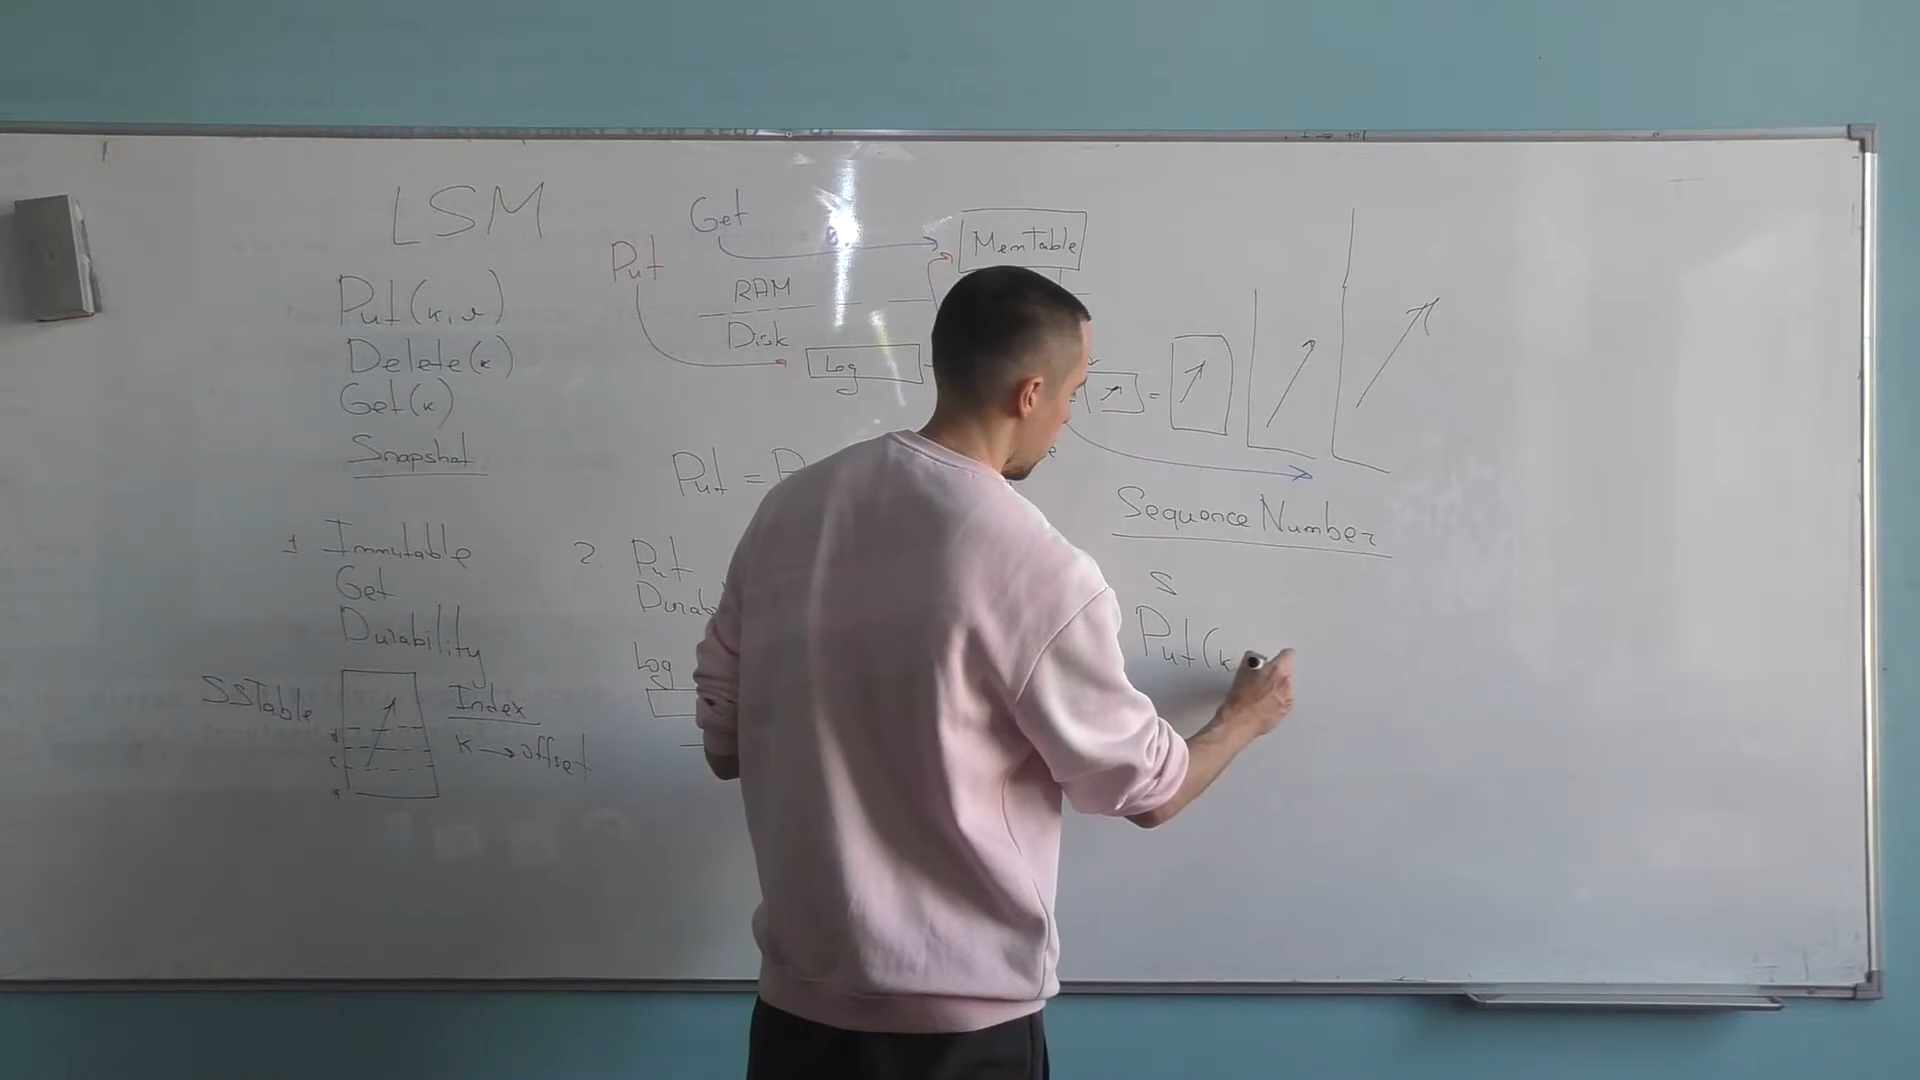 LSM
Put(k,v)
Delete(k)
Get(k)
Snapshot
1 Immutable
Get
Durability
SSTable
Index
k → offset
Get
Put
RAM
Disk
Log
MemTable
Put =
2. Put
Log
Sequence Number
S
Put(k